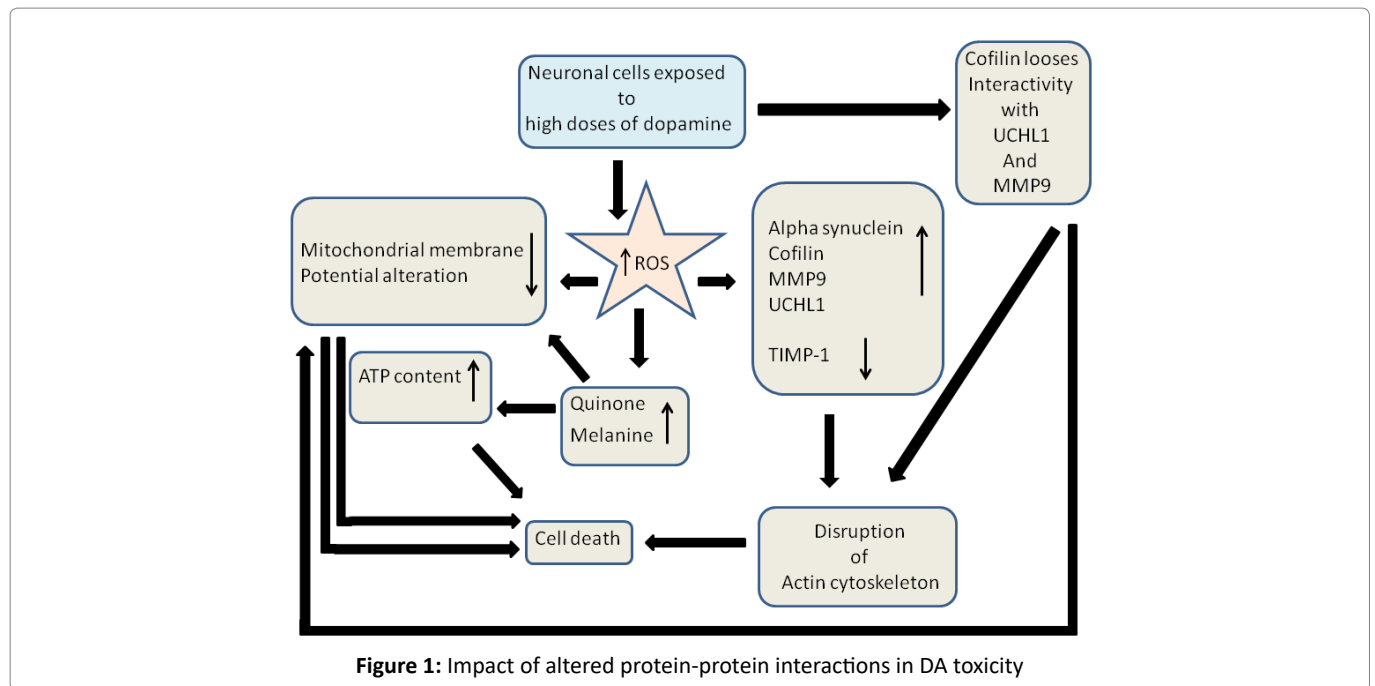 Neuronal cells exposed
to
high doses of dopamine
Cofilin looses
Interactivity
with
UCHL1
And
MMP9
Mitochondrial membrane
Potential alteration
↑ ROS
Alpha synuclein
Cofilin
MMP9
UCHL1
TIMP-1
ATP content
Quinone
Melanine
Cell death
Disruption
of
Actin cytoskeleton
Figure 1: Impact of altered protein-protein interactions in DA toxicity